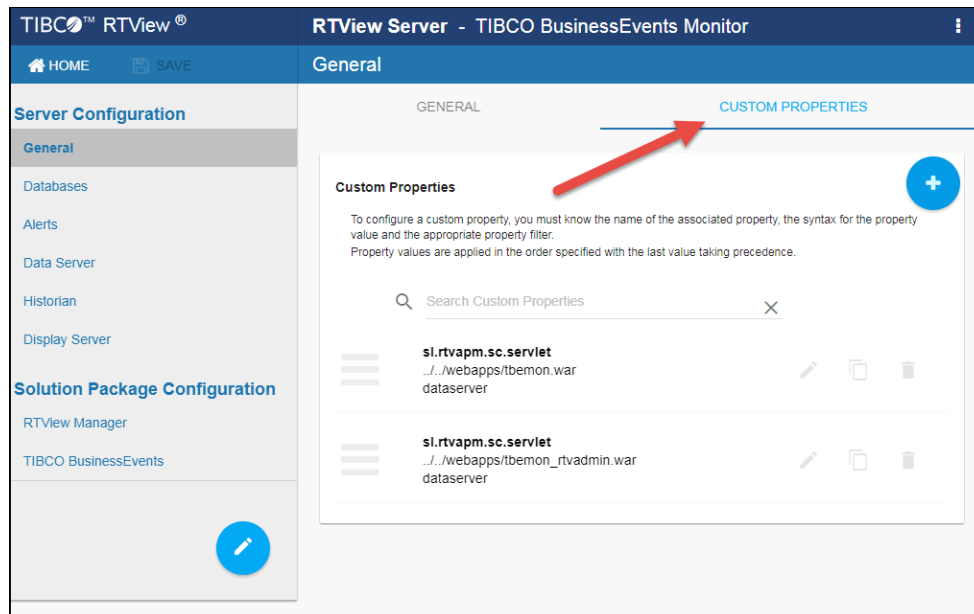 TIBCO™ RTView ®
RTView Server - TIBCO BusinessEvents Monitor
HOME
SAVE
General
Server Configuration
General
Databases
Alerts
Data Server
Historian
Display Server
Solution Package Configuration
RTView Manager
TIBCO BusinessEvents
GENERAL
CUSTOM PROPERTIES
Custom Properties
To configure a custom property, you must know the name of the associated property, the syntax for the property
value and the appropriate property filter.
Property values are applied in the order specified with the last value taking precedence.
Search Custom Properties
sl.rtvapm.sc.servlet
../../webapps/tbemon.war
dataserver
sl.rtvapm.sc.servlet
../../webapps/tbemon_rtvadmin.war
dataserver